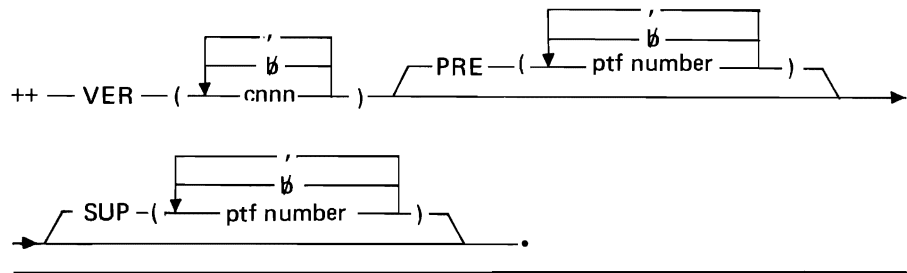 , ,
ƀ ƀ
PRE — ( ptf number )
++ — VER — ( cnnn )
,
ƀ
SUP – ( ptf number )
.